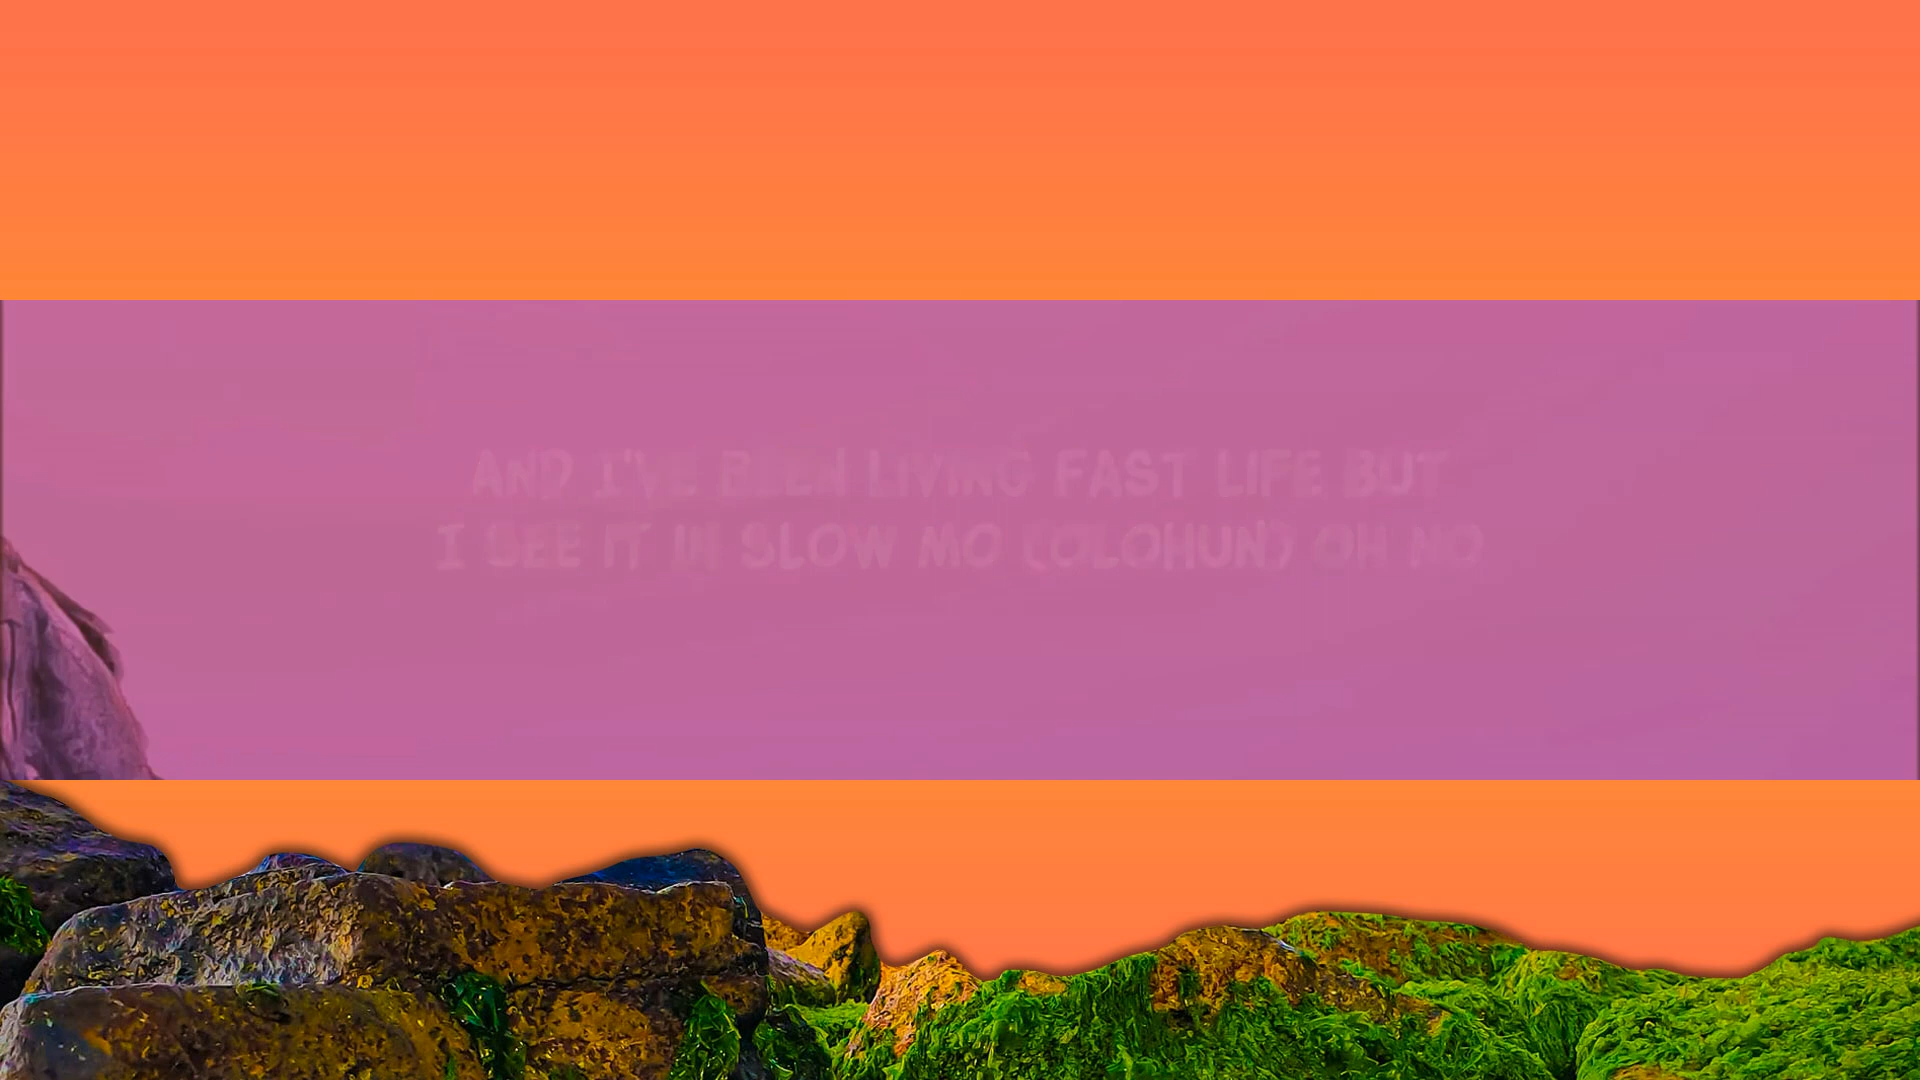 AND I'VE BEEN LIVING FAST LIFE BUT
I SEE IT IN SLOW MO (OLOHUN) OH NO